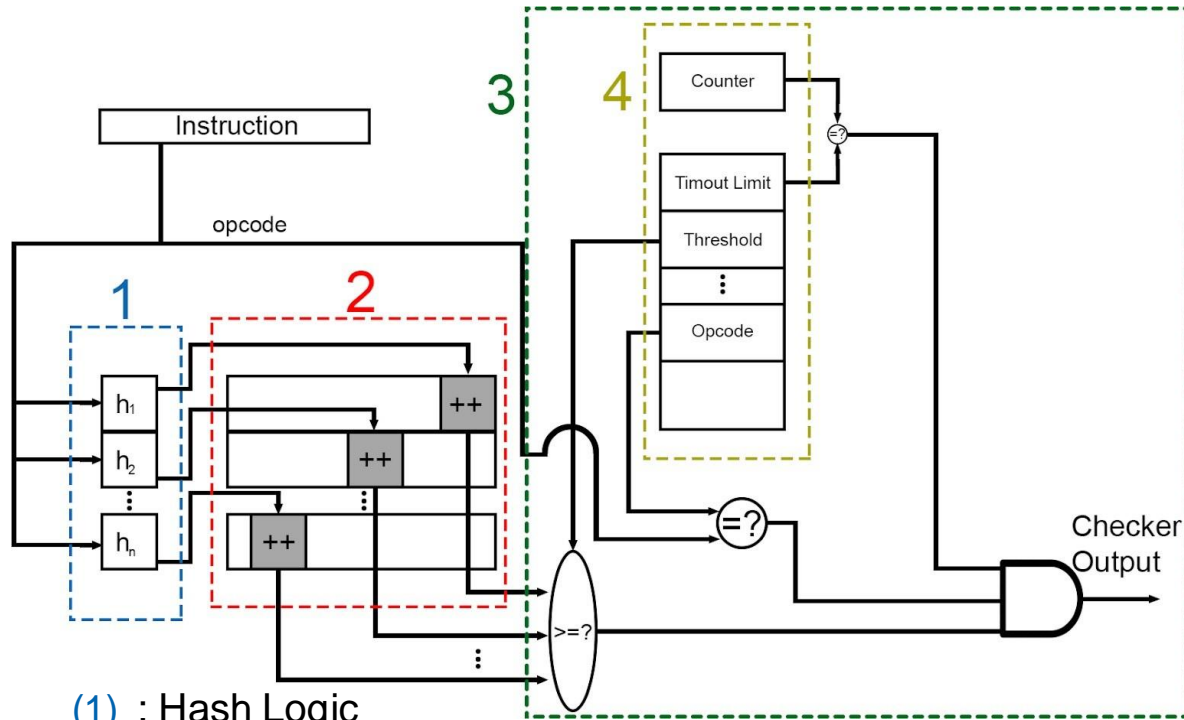 3
4
Counter
=?
Instruction
Timout Limit
opcode
Threshold
1
2
Opcode
h1
++
h2
++
hn
++
=?
Checker
Output
>=?
(1) : Hash Logic